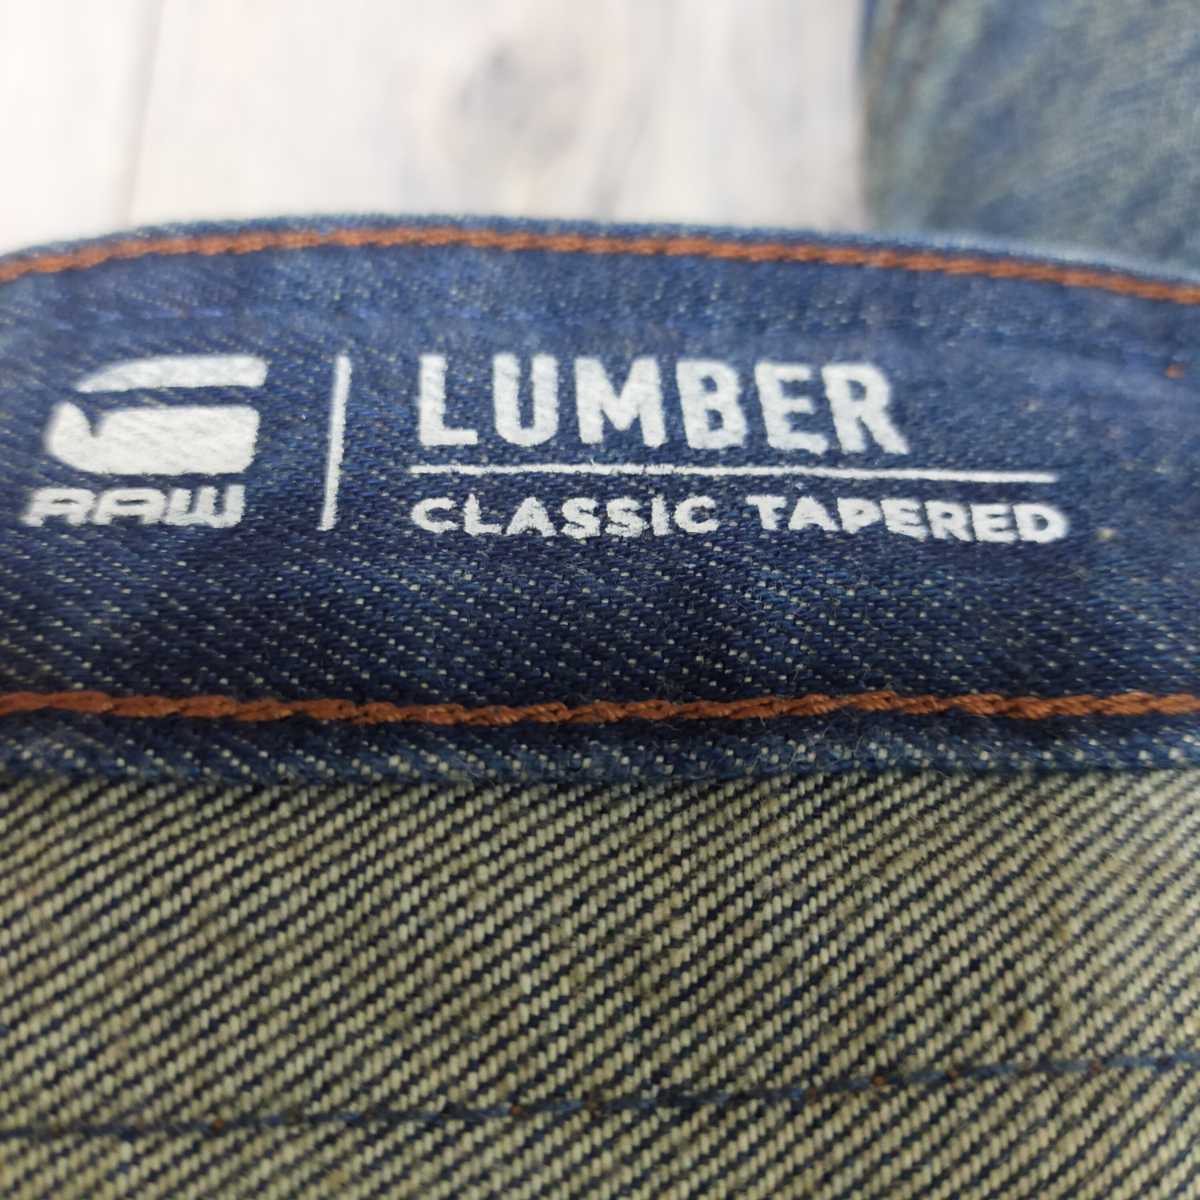 G
RAW
LUMBER
CLASSIC TAPERED